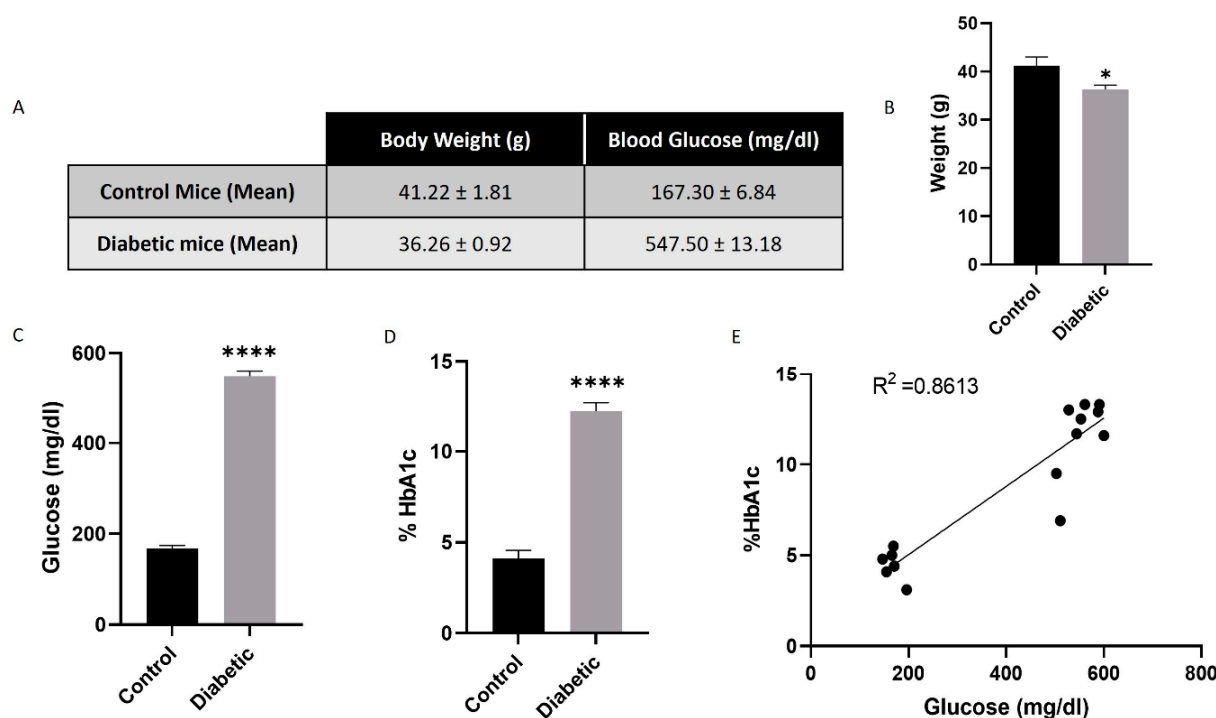 A
Body Weight (g) Blood Glucose (mg/dl)
Control Mice (Mean) 41.22 ± 1.81 167.30 ± 6.84
Diabetic mice (Mean) 36.26 ± 0.92 547.50 ± 13.18
B
Weight (g)
50
40
30
20
10
0
*
Control
Diabetic
C
Glucose (mg/dl)
600
400
200
0
****
Control
Diabetic
D
% HbA1c
15
10
5
0
****
Control
Diabetic
E
R² =0.8613
%HbA1c
15
10
5
0
0 200 400 600 800
Glucose (mg/dl)